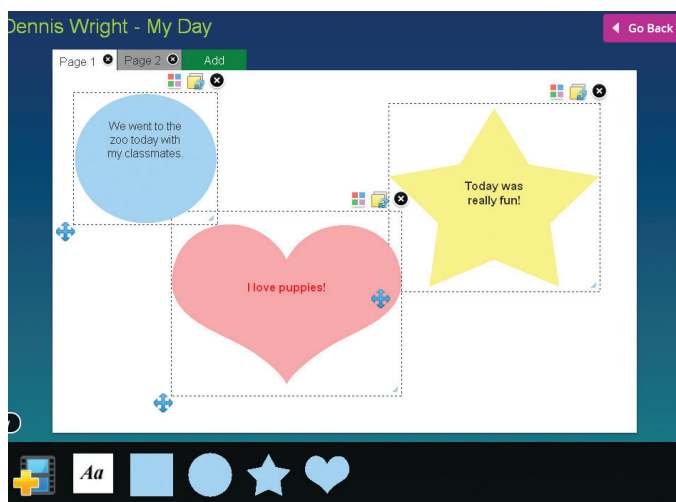 Dennis Wright - My Day
Go Back
Page 1
Page 2
Add
We went to the
zoo today with
my classmates.
Today was
really fun!
I love puppies!
Aa